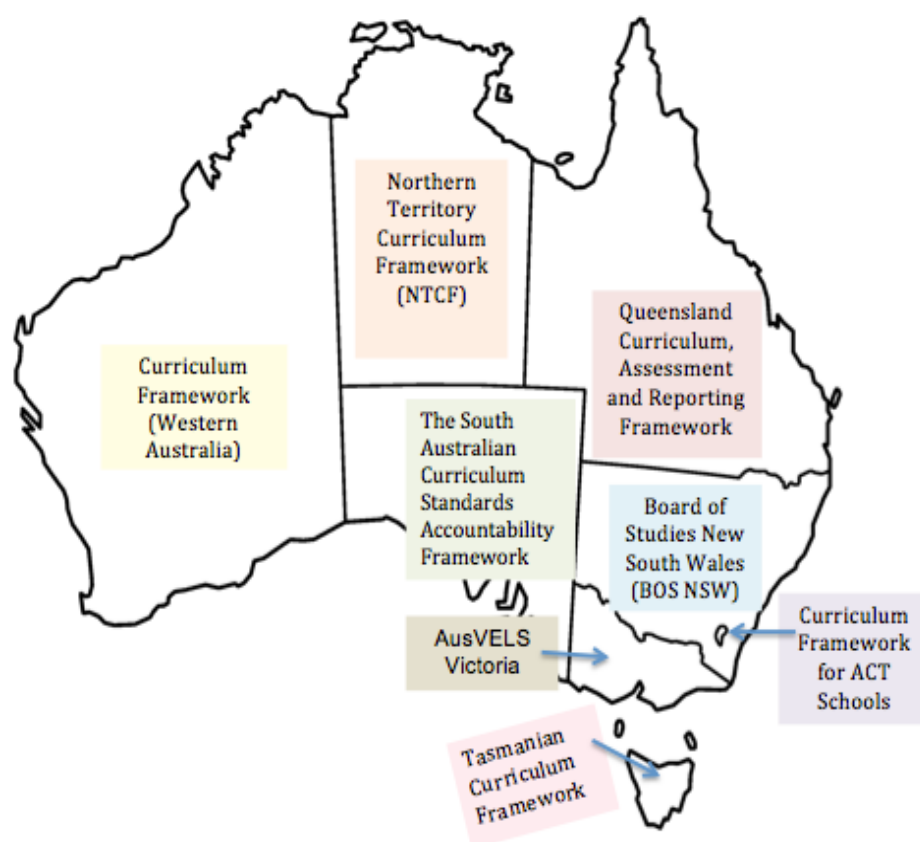 Northern
Territory
Curriculum
Framework
(NTCF)
Queensland
Curriculum,
Assessment
and Reporting
Framework
Curriculum
Framework
(Western
Australia)
The South
Australian
Curriculum
Standards
Accountability
Framework
Board of
Studies New
South Wales
(BOS NSW)
Curriculum
Framework
for ACT
Schools
AusVELS
Victoria
Tasmanian
Curriculum
Framework